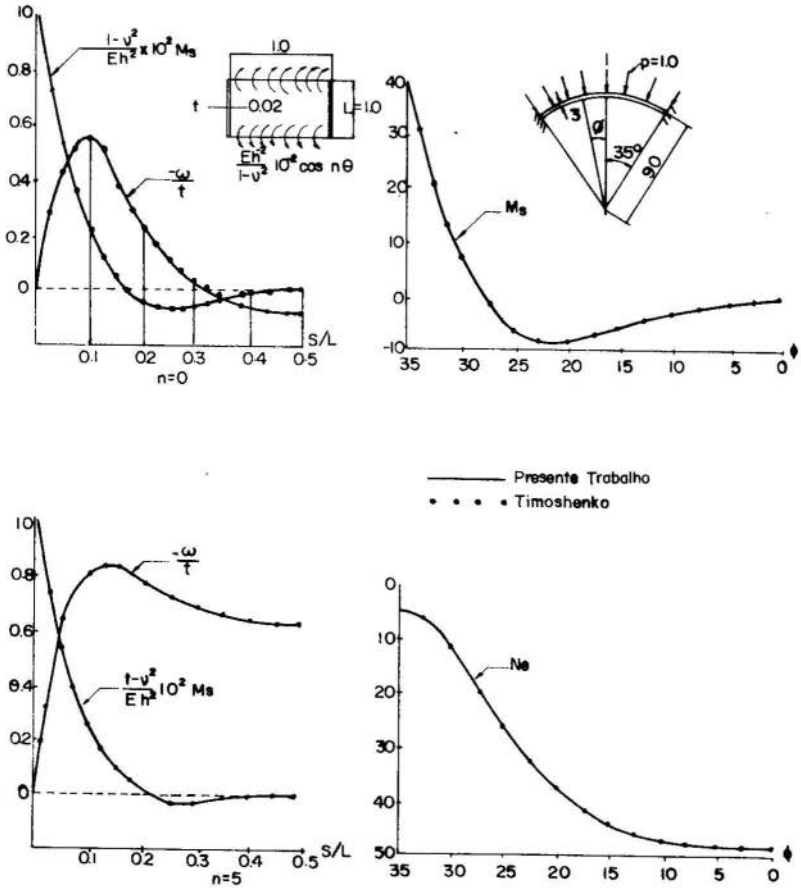 1.0
0.8
0.6
0.4
0.2
0
1-ν²/Eh² x 10² Ms
-ω/t
1.0
t 0.02 L=1.0
Eh²/1-ν² 10⁻² cos nθ
0.1 0.2 0.3 0.4 0.5 S/L
n=0
40
30
20
10
0
-10
Ms
p=1.0
3
ϕ
35°
90
35 30 25 20 15 10 5 0 ϕ
Presente Trabalho
Timoshenko
1.0
0.8
0.6
0.4
0.2
0
-ω/t
1-ν²/Eh² 10² Ms
0.1 0.2 0.3 0.4 0.5 S/L
n=5
0
10
20
30
40
50
Nθ
35 30 25 20 15 10 5 0 ϕ